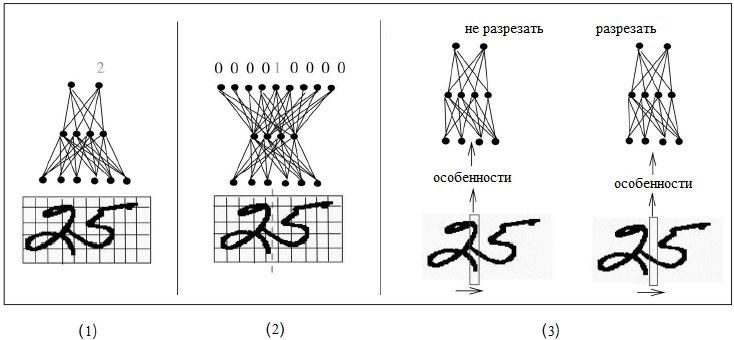 2
25
(1)
0 0 0 0 1 0 0 0 0
25
(2)
не разрезать
особенности
25
разрезать
особенности
25
(3)